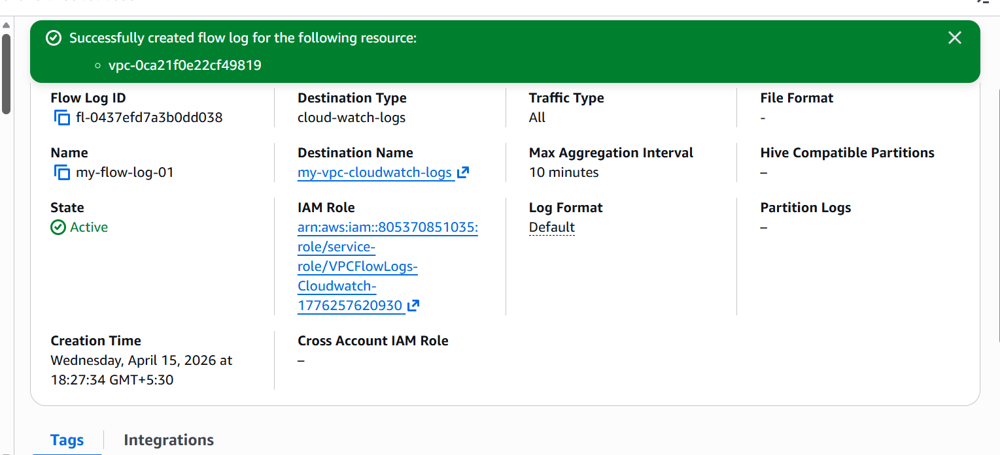 Successfully created flow log for the following resource:
vpc-0ca21f0e22cf49819
Flow Log ID
fl-0437efd7a3b0dd038
Destination Type
cloud-watch-logs
Traffic Type
All
File Format
-
Name
my-flow-log-01
Destination Name
my-vpc-cloudwatch-logs
Max Aggregation Interval
10 minutes
Hive Compatible Partitions
–
State
Active
IAM Role
arn:aws:iam::805370851035:
role/service-
role/VPCFlowLogs-
Cloudwatch-
1776257620930
Log Format
Default
Partition Logs
–
Creation Time
Wednesday, April 15, 2026 at
18:27:34 GMT+5:30
Cross Account IAM Role
–
Tags
Integrations